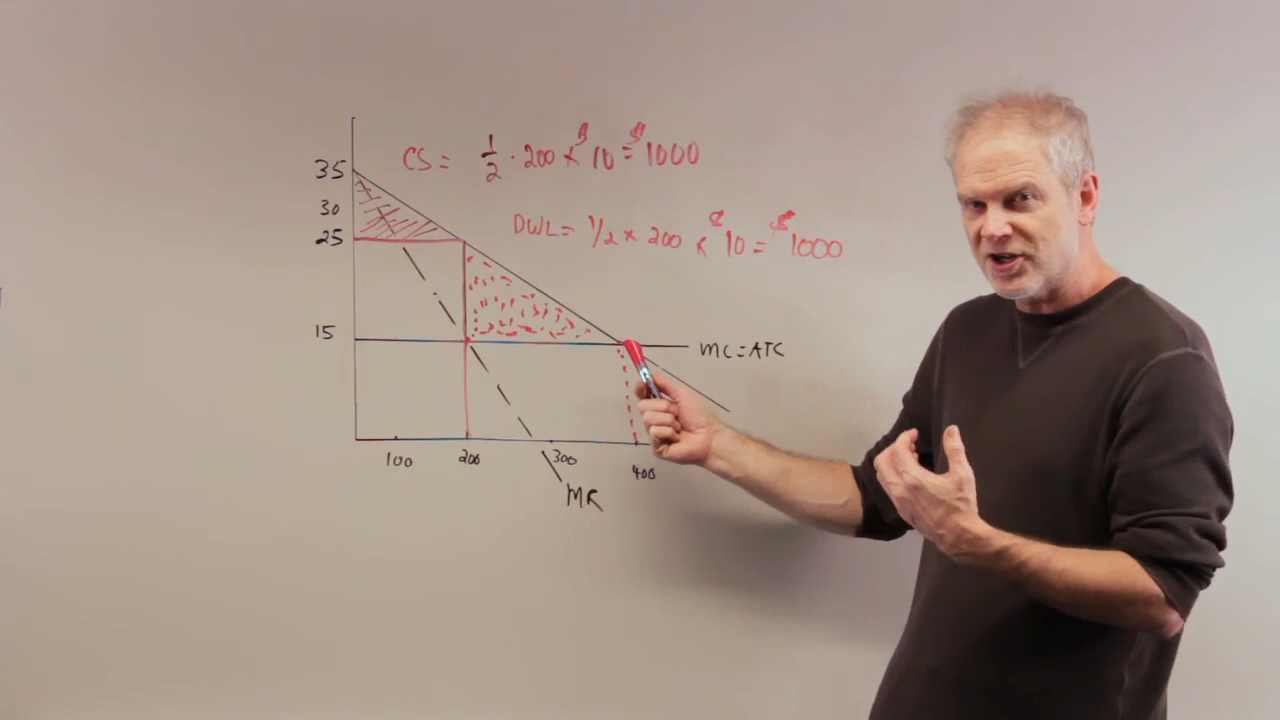 35
CS = 1/2 · 200 × $10 = $1000
30
DWL = 1/2 × 200 × $10 = $1000
25
15
MC = ATC
100 200 300 400
MR